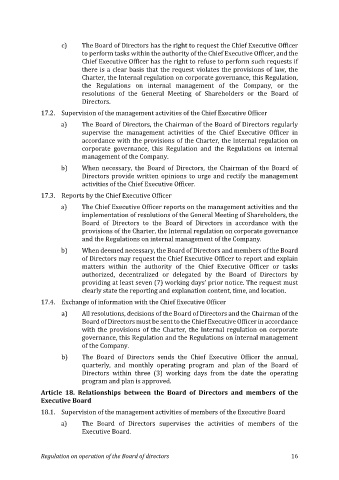 c) The Board of Directors has the right to request the Chief Executive Officer
to perform tasks within the authority of the Chief Executive Officer, and the
Chief Executive Officer has the right to refuse to perform such requests if
there is a clear basis that the request violates the provisions of law, the
Charter, the Internal regulation on corporate governance, this Regulation,
the Regulations on internal management of the Company, or the
resolutions of the General Meeting of Shareholders or the Board of
Directors.
17.2. Supervision of the management activities of the Chief Executive Officer
a) The Board of Directors, the Chairman of the Board of Directors regularly
supervise the management activities of the Chief Executive Officer in
accordance with the provisions of the Charter, the Internal regulation on
corporate governance, this Regulation and the Regulations on internal
management of the Company.
b) When necessary, the Board of Directors, the Chairman of the Board of
Directors provide written opinions to urge and rectify the management
activities of the Chief Executive Officer.
17.3. Reports by the Chief Executive Officer
a) The Chief Executive Officer reports on the management activities and the
implementation of resolutions of the General Meeting of Shareholders, the
Board of Directors to the Board of Directors in accordance with the
provisions of the Charter, the Internal regulation on corporate governance
and the Regulations on internal management of the Company.
b) When deemed necessary, the Board of Directors and members of the Board
of Directors may request the Chief Executive Officer to report and explain
matters within the authority of the Chief Executive Officer or tasks
authorized, decentralized or delegated by the Board of Directors by
providing at least seven (7) working days' prior notice. The request must
clearly state the reporting and explanation content, time, and location.
17.4. Exchange of information with the Chief Executive Officer
a) All resolutions, decisions of the Board of Directors and the Chairman of the
Board of Directors must be sent to the Chief Executive Officer in accordance
with the provisions of the Charter, the Internal regulation on corporate
governance, this Regulation and the Regulations on internal management
of the Company.
b) The Board of Directors sends the Chief Executive Officer the annual,
quarterly, and monthly operating program and plan of the Board of
Directors within three (3) working days from the date the operating
program and plan is approved.
Article 18. Relationships between the Board of Directors and members of the
Executive Board
18.1. Supervision of the management activities of members of the Executive Board
a) The Board of Directors supervises the activities of members of the
Executive Board.
Regulation on operation of the Board of directors 16